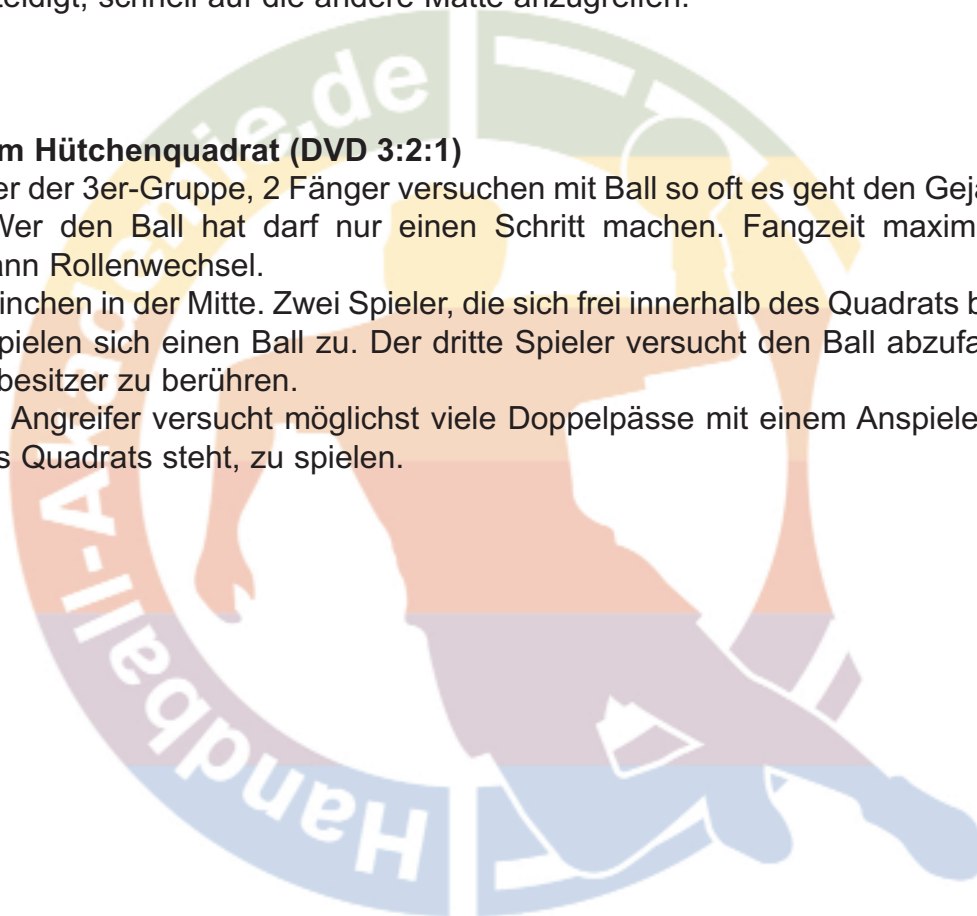 teidigt, schnell auf die andere Matte anzugreifen.
m Hütchenquadrat (DVD 3:2:1)
er der 3er-Gruppe, 2 Fänger versuchen mit Ball so oft es geht den Gej
Wer den Ball hat darf nur einen Schritt machen. Fangzeit maxim
ann Rollenwechsel.
inchen in der Mitte. Zwei Spieler, die sich frei innerhalb des Quadrats b
pielen sich einen Ball zu. Der dritte Spieler versucht den Ball abzufa
besitzer zu berühren.
Angreifer versucht möglichst viele Doppelpässe mit einem Anspiele
s Quadrats steht, zu spielen.
Handball-Akademie.de